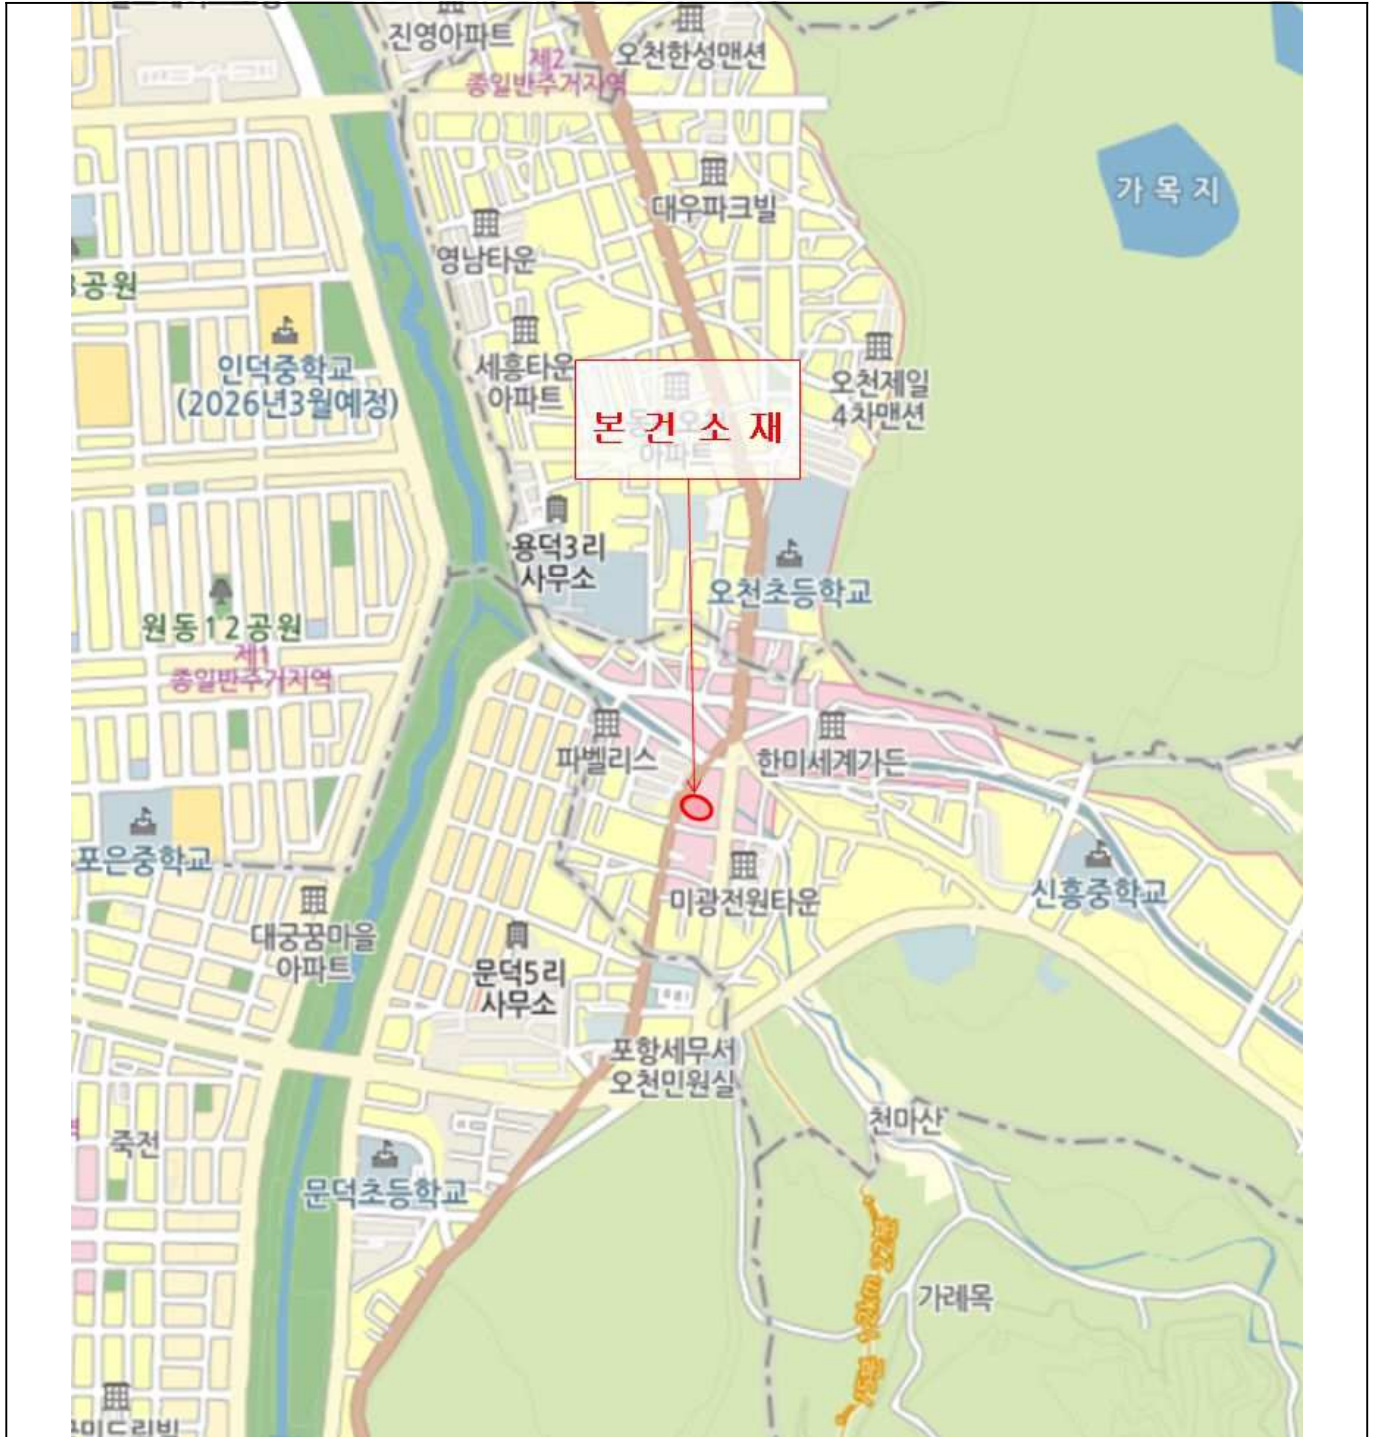 진영아파트
오천한성맨션
제2
종일반주거지역
대우파크빌
가목지
영남타운
공원
인덕중학교
(2026년3월예정)
세흥타운
아파트
오천제일
4차맨션
본 건 소 재
아파트
용덕3리
사무소
오천초등학교
원동12공원
제1
종일반주거지역
파벨리스
한미세계가든
포은중학교
미광전원타운
신흥중학교
대궁꿈마을
아파트
문덕5리
사무소
포항세무서
오천민원실
천마산
죽전
문덕초등학교
가례목